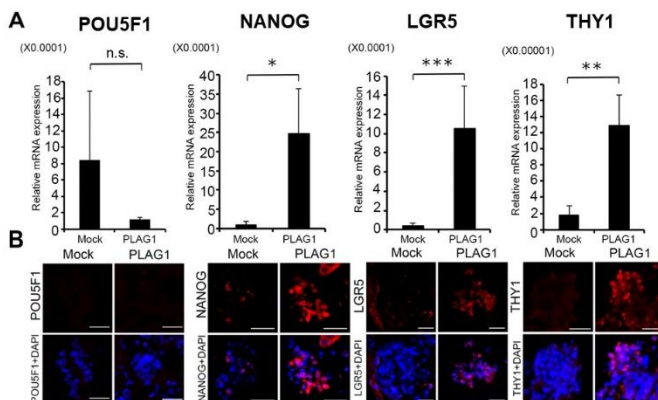 A
POU5F1
NANOG
LGR5
THY1
(X0.0001)
(X0.0001)
(X0.0001)
(X0.00001)
n.s.
*
***
**
Relative mRNA expression
18
16
14
12
10
8
6
4
2
0
Mock PLAG1
Relative mRNA expression
40
35
30
25
20
15
10
5
0
Mock PLAG1
Relative mRNA expression
16
14
12
10
8
6
4
2
0
Mock PLAG1
Relative mRNA expression
18
16
14
12
10
8
6
4
2
0
Mock PLAG1
B
Mock PLAG1
Mock PLAG1
Mock PLAG1
Mock PLAG1
POU5F1
NANOG
LGR5
THY1
POU5F1+DAPI
NANOG+DAPI
LGR5+DAPI
THY1+DAPI